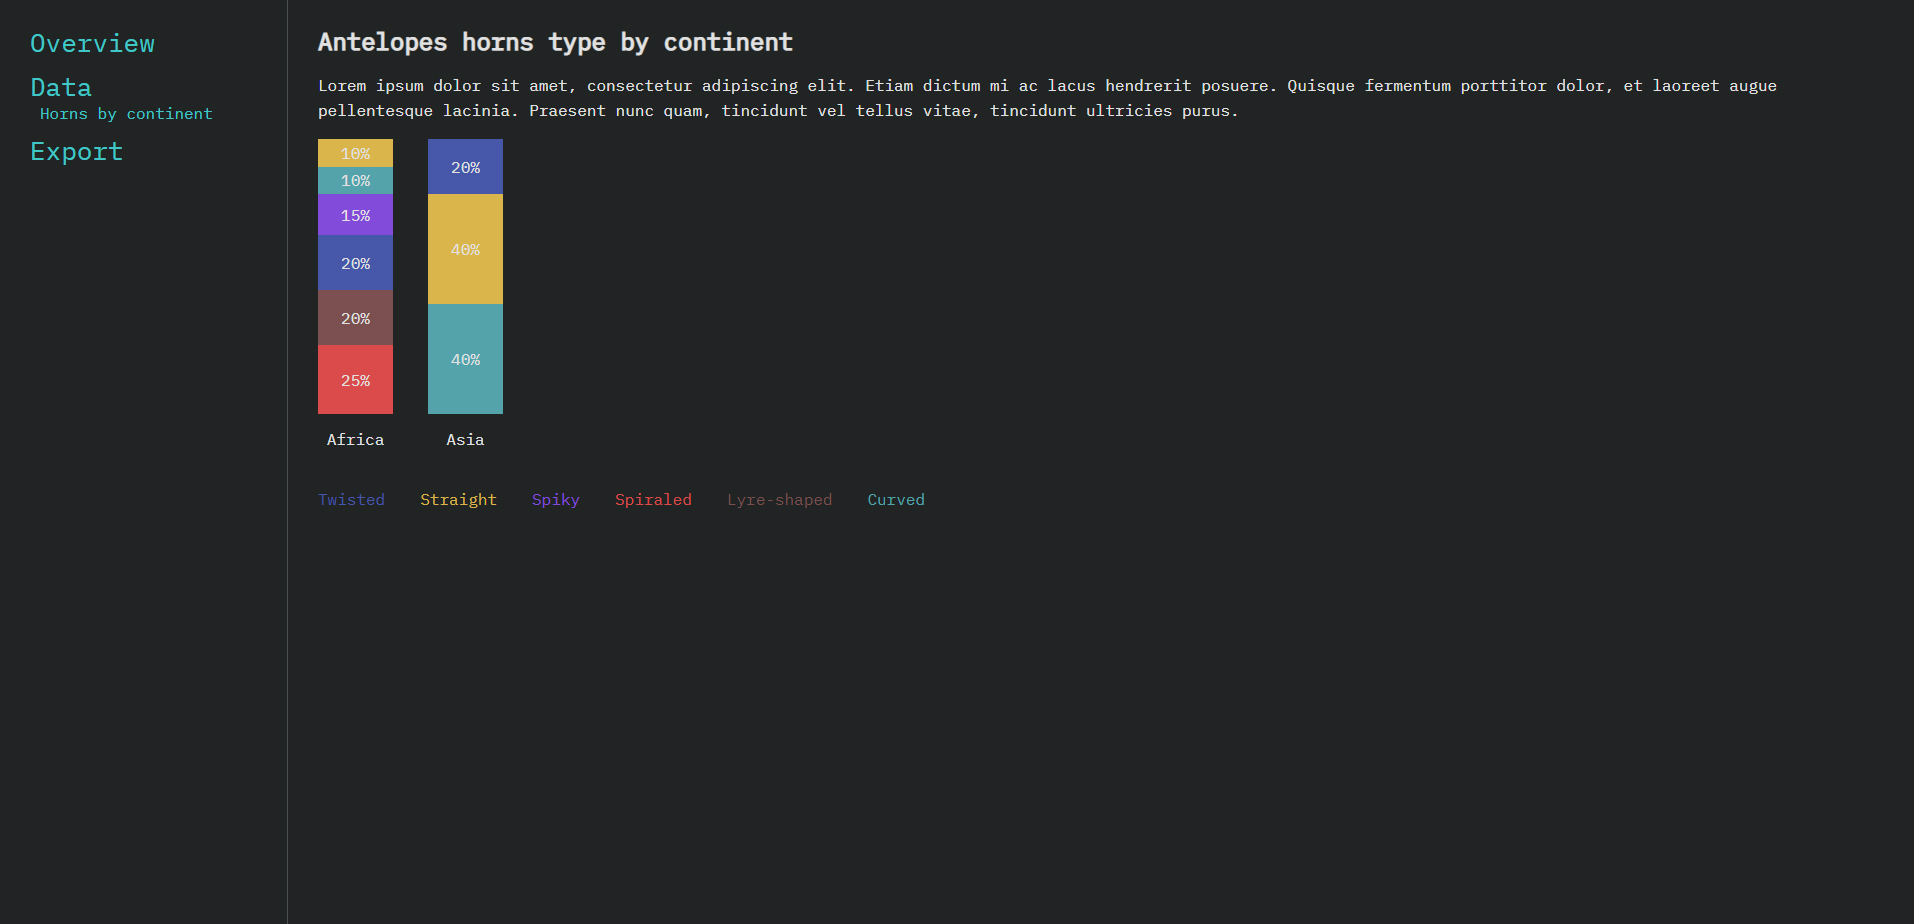 Overview
Data
Horns by continent
Export
Antelopes horns type by continent
Lorem ipsum dolor sit amet, consectetur adipiscing elit. Etiam dictum mi ac lacus hendrerit posuere. Quisque fermentum porttitor dolor, et laoreet augue
pellentesque lacinia. Praesent nunc quam, tincidunt vel tellus vitae, tincidunt ultricies purus.
10%
10%
15%
20%
20%
25%
Africa
20%
40%
40%
Asia
Twisted Straight Spiky Spiraled Lyre-shaped Curved